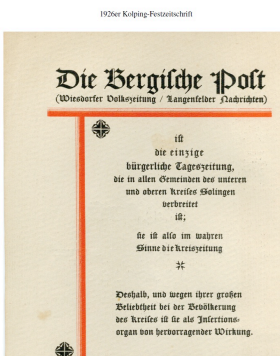 1926er Kolping-Festzeitschrift
Die Bergische Post
(Wiesdorfer Volkszeitung / Langenfelder Nachrichten)
ist
die einzige
bürgerliche Tageszeitung,
die in allen Gemeinden des unteren
und oberen Kreises Solingen
verbreitet
ist;
sie ist also im wahren
Sinne die Kreiszeitung
Deshalb, und wegen ihrer großen
Beliebtheit bei der Bevölkerung
des Kreises ist sie als Insertions-
organ von hervorragender Wirkung.